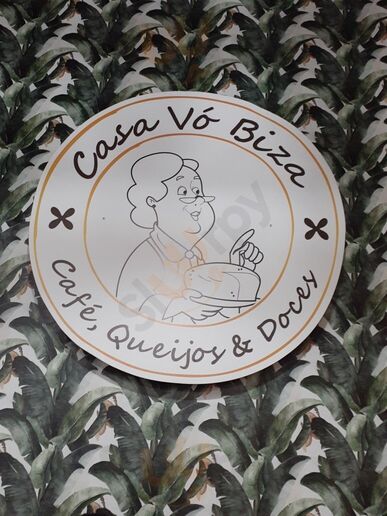 Casa Vó Biza
Café, Queijos & Doces